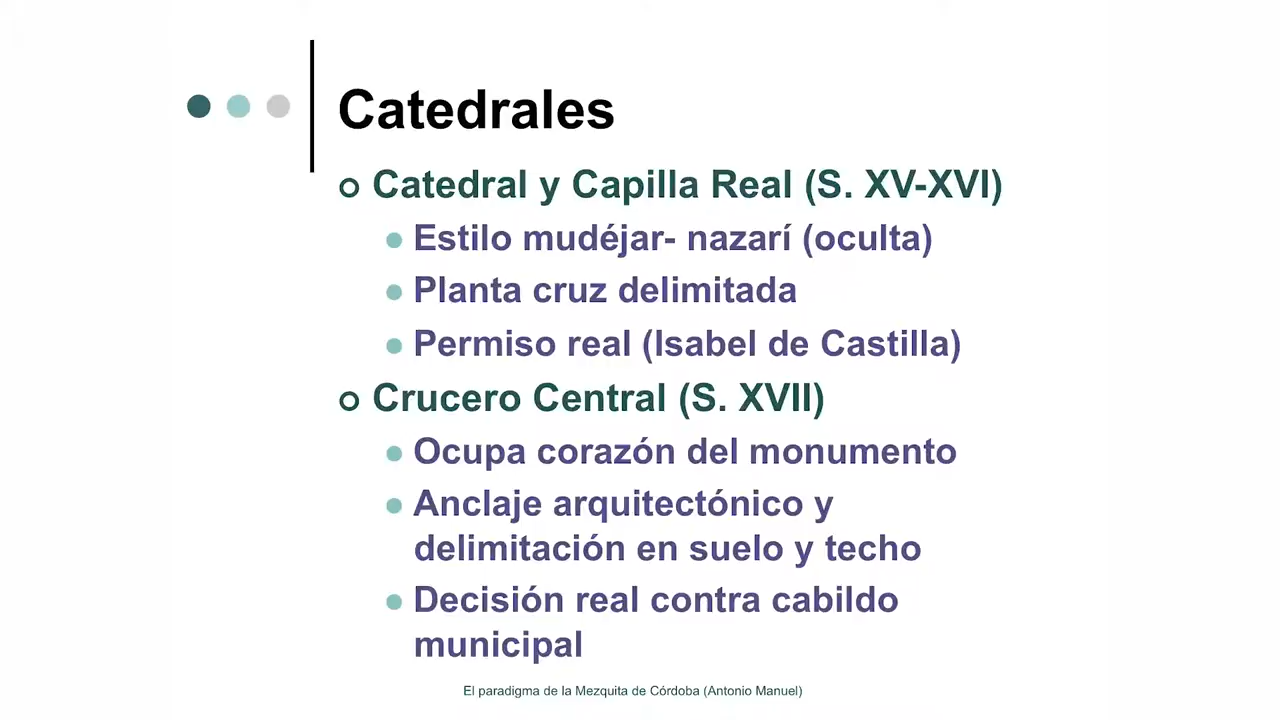 Catedrales
Catedral y Capilla Real (S. XV-XVI)
Estilo mudéjar- nazarí (oculta)
Planta cruz delimitada
Permiso real (Isabel de Castilla)
Crucero Central (S. XVII)
Ocupa corazón del monumento
Anclaje arquitectónico y
delimitación en suelo y techo
Decisión real contra cabildo
municipal
El paradigma de la Mezquita de Córdoba (Antonio Manuel)